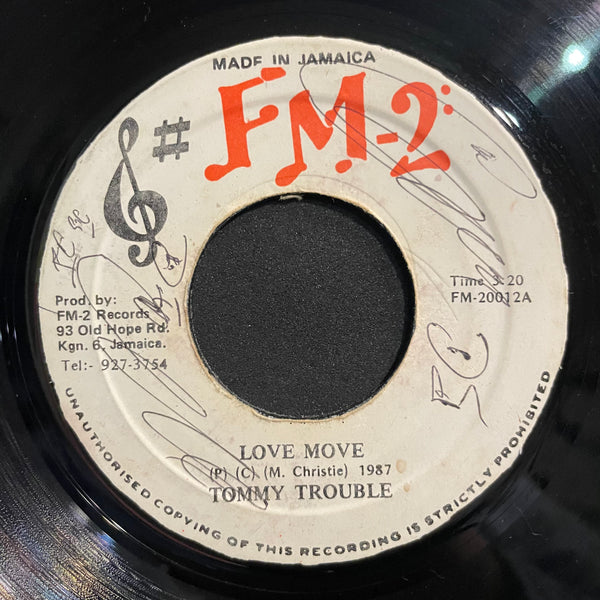 MADE IN JAMAICA
FM-2
Time 3:20
FM-20012A
Prod. by:
FM-2 Records
93 Old Hope Rd.
Kgn. 6, Jamaica.
Tel:- 927-3754
5C
LOVE MOVE
(P) (C) (M. Christie) 1987
TOMMY TROUBLE
UNAUTHORISED COPYING OF THIS RECORDING IS STRICTLY PROHIBITED